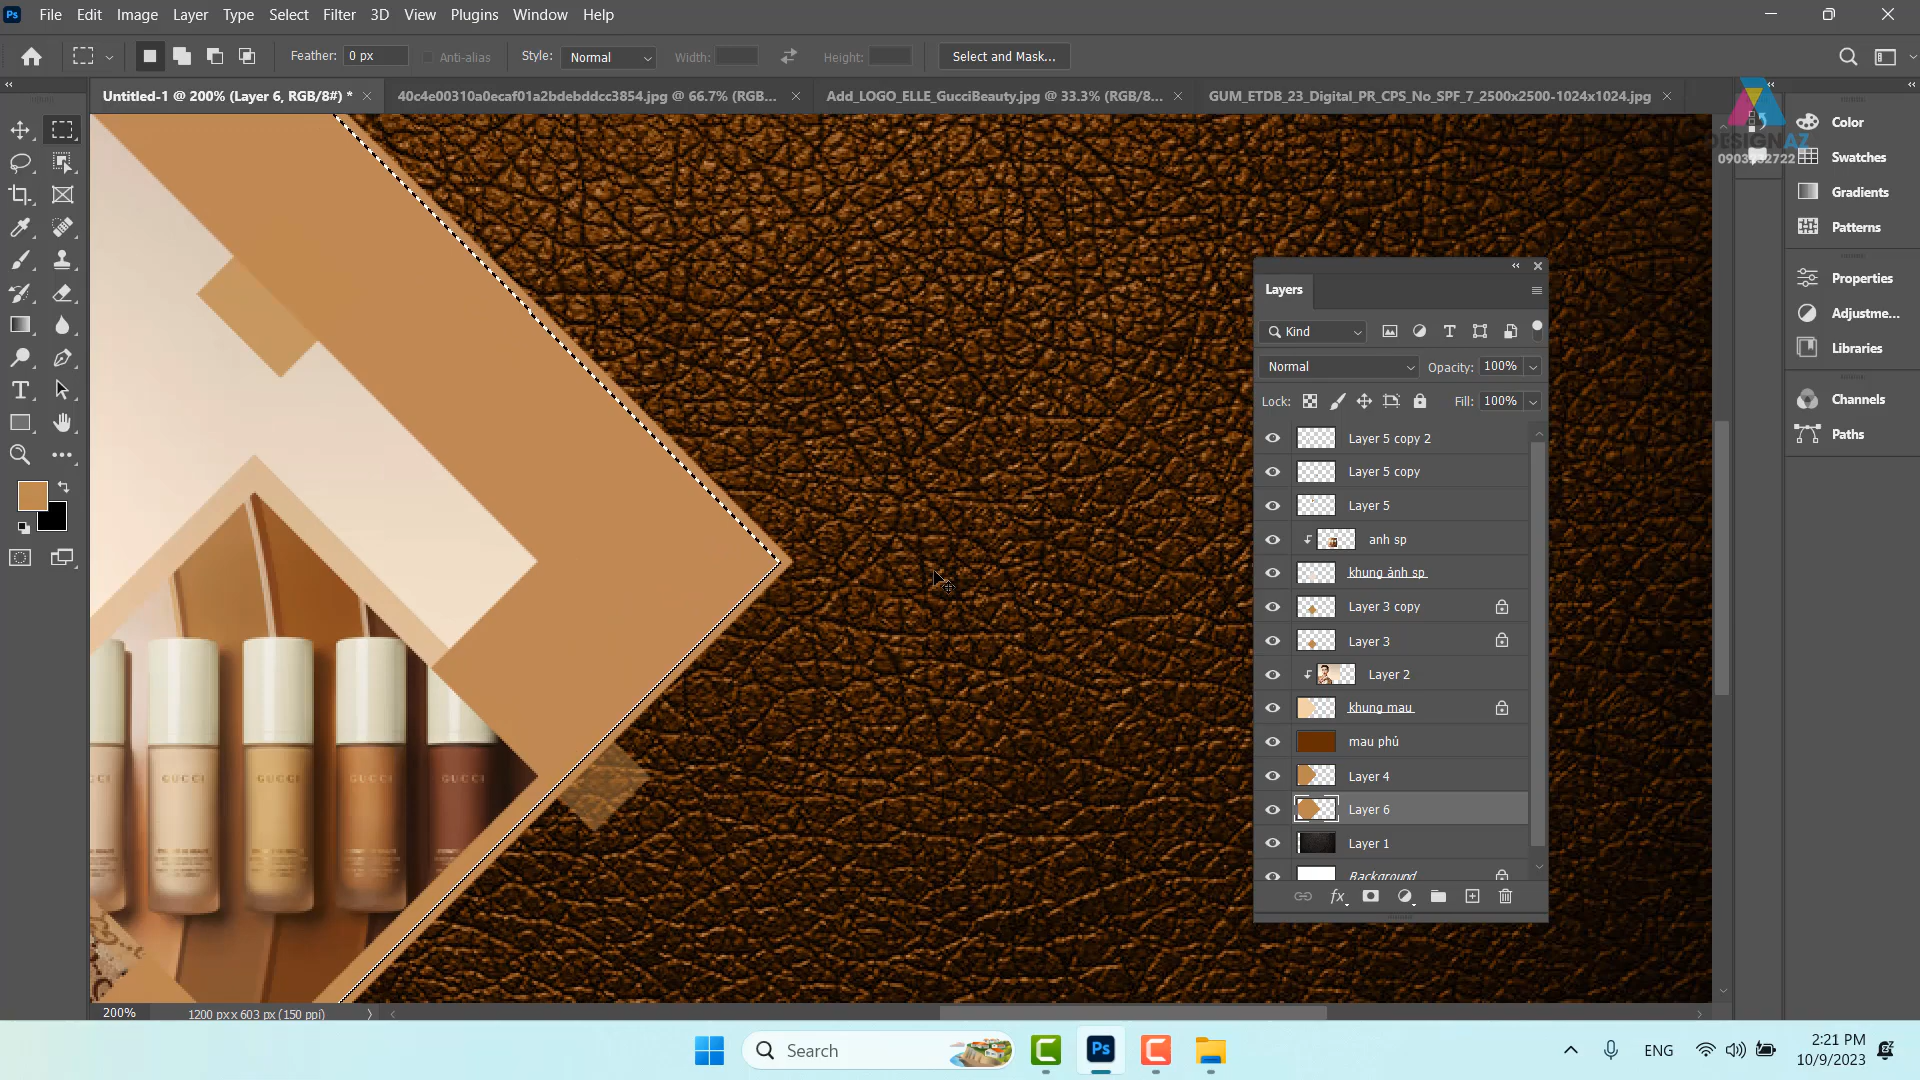 Ps File Edit Image Layer Type Select Filter 3D View Plugins Window Help
Feather: 0 px Anti-alias Style: Normal Width: Height: Select and Mask...
Untitled-1 @ 200% (Layer 6, RGB/8#) * 40c4e00310a0ecaf01a2bdebddcc3854.jpg @ 66.7% (RGB... Add_LOGO_ELLE_GucciBeauty.jpg @ 33.3% (RGB/8... GUM_ETDB_23_Digital_PR_CPS_No_SPF_7_2500x2500-1024x1024.jpg
Color
Swatches
Gradients
Patterns
Properties
Adjustme...
Libraries
Channels
Paths
Layers
Kind
Normal Opacity: 100%
Lock: Fill: 100%
Layer 5 copy 2
Layer 5 copy
Layer 5
anh sp
khung ảnh sp
Layer 3 copy
Layer 3
Layer 2
khung mau
mau phủ
Layer 4
Layer 6
Layer 1
Background
GUCCI GUCCI GUCCI GUCCI
200% 1200 px x 603 px (150 ppi)
Search
Ps
ENG
2:21 PM
10/9/2023